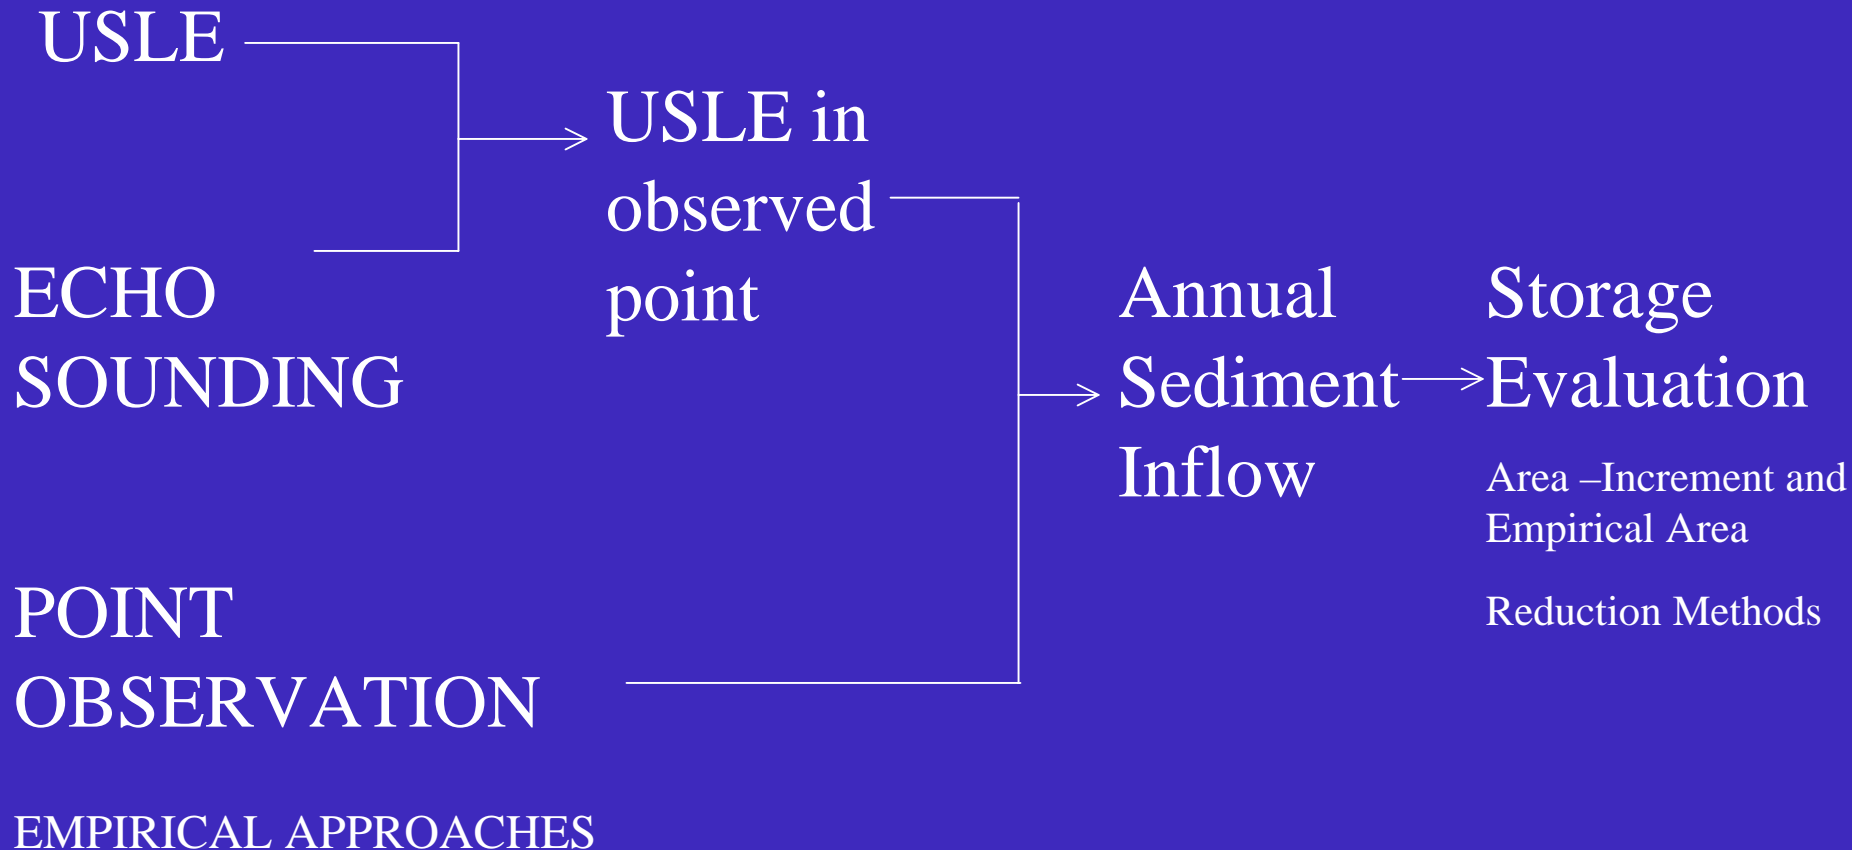 USLE
USLE in
observed
point
ECHO
SOUNDING
Annual
Sediment
Inflow
Storage
Evaluation
Area –Increment and
Empirical Area
Reduction Methods
POINT
OBSERVATION
EMPIRICAL APPROACHES